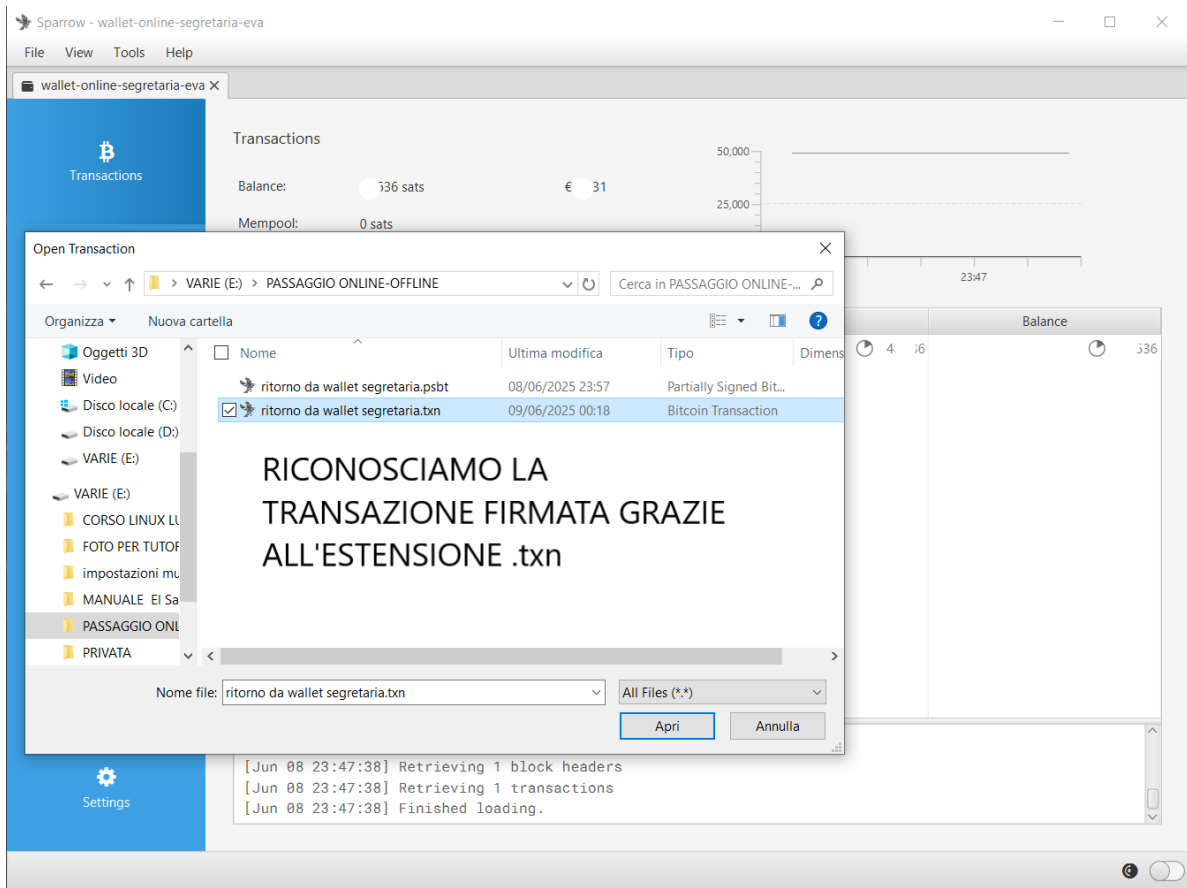 Sparrow - wallet-online-segretaria-eva
File View Tools Help
wallet-online-segretaria-eva
Transactions
Transactions
Balance:
536 sats
€ 31
Mempool:
0 sats
50,000
25,000
23:47
Balance
4 36
536
Open Transaction
VARIE (E:) > PASSAGGIO ONLINE-OFFLINE
Cerca in PASSAGGIO ONLINE-...
Organizza
Nuova cartella
Oggetti 3D
Video
Disco locale (C:)
Disco locale (D:)
VARIE (E:)
VARIE (E:)
CORSO LINUX LU
FOTO PER TUTOR
impostazioni mu
MANUALE El Sa
PASSAGGIO ONL
PRIVATA
Nome Ultima modifica Tipo Dimens
ritorno da wallet segretaria.psbt 08/06/2025 23:57 Partially Signed Bit...
ritorno da wallet segretaria.txn 09/06/2025 00:18 Bitcoin Transaction
RICONOSCIAMO LA
TRANSAZIONE FIRMATA GRAZIE
ALL'ESTENSIONE .txn
Nome file: ritorno da wallet segretaria.txn
All Files (*.*)
Apri
Annulla
Settings
[Jun 08 23:47:38] Retrieving 1 block headers
[Jun 08 23:47:38] Retrieving 1 transactions
[Jun 08 23:47:38] Finished loading.